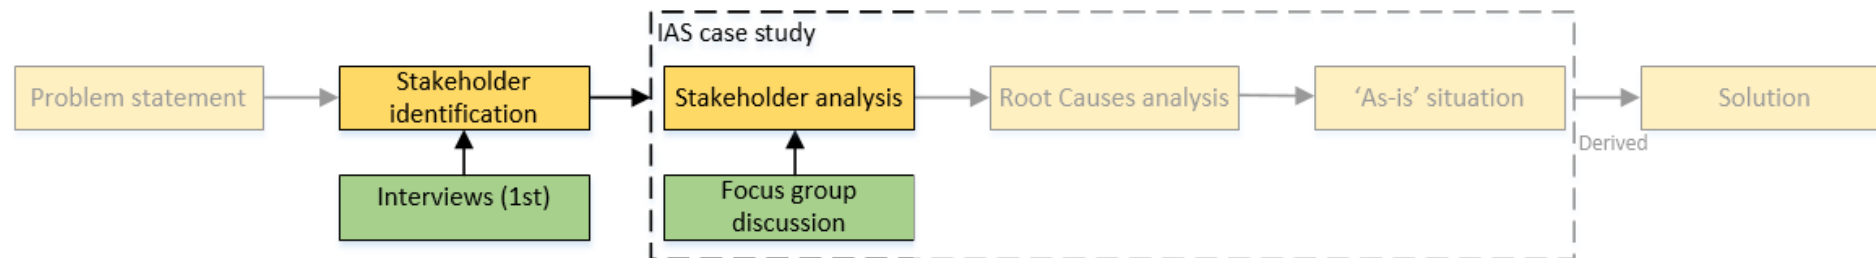 IAS case study
Problem statement
Stakeholder
identification
Stakeholder analysis
Root Causes analysis
‘As-is’ situation
Solution
Derived
Interviews (1st)
Focus group
discussion